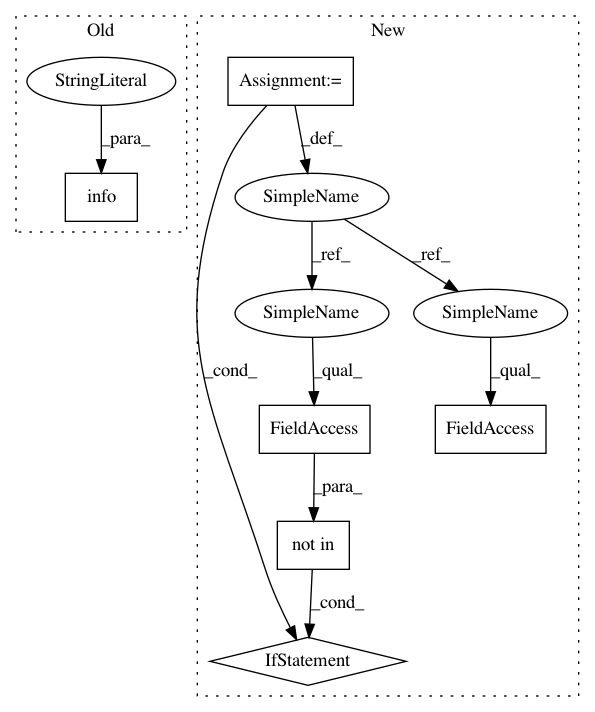 Old
New
StringLiteral
Assignment:=
_para_
_def_
info
SimpleName
_ref_
_ref_
SimpleName
SimpleName
_cond_
_qual_
_qual_
FieldAccess
FieldAccess
_para_
not in
_cond_
IfStatement